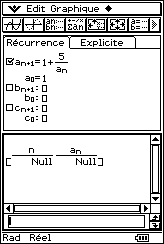 Edit Graphique
Récurrence Explicite
aₙ₊₁=1+5/aₙ
a₀=1
bₙ₊₁:
b₀:
cₙ₊₁:
c₀:
n aₙ
Null Null
Rad Réel